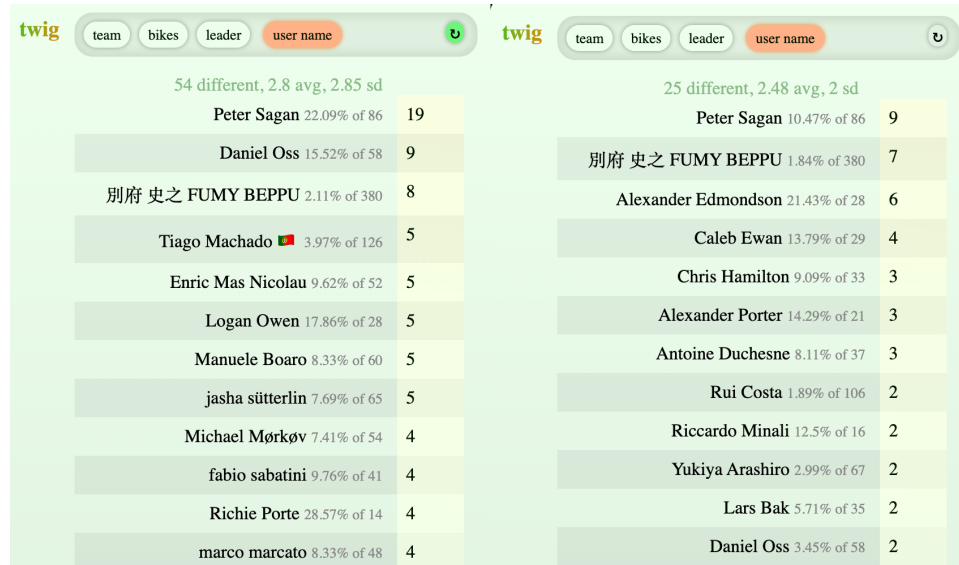 twig
team bikes leader user name ↻
54 different, 2.8 avg, 2.85 sd
Peter Sagan 22.09% of 86 19
Daniel Oss 15.52% of 58 9
別府 史之 FUMY BEPPU 2.11% of 380 8
Tiago Machado 🇵🇹 3.97% of 126 5
Enric Mas Nicolau 9.62% of 52 5
Logan Owen 17.86% of 28 5
Manuele Boaro 8.33% of 60 5
jasha sütterlin 7.69% of 65 5
Michael Mørkøv 7.41% of 54 4
fabio sabatini 9.76% of 41 4
Richie Porte 28.57% of 14 4
marco marcato 8.33% of 48 4
twig
team bikes leader user name ↻
25 different, 2.48 avg, 2 sd
Peter Sagan 10.47% of 86 9
別府 史之 FUMY BEPPU 1.84% of 380 7
Alexander Edmondson 21.43% of 28 6
Caleb Ewan 13.79% of 29 4
Chris Hamilton 9.09% of 33 3
Alexander Porter 14.29% of 21 3
Antoine Duchesne 8.11% of 37 3
Rui Costa 1.89% of 106 2
Riccardo Minali 12.5% of 16 2
Yukiya Arashiro 2.99% of 67 2
Lars Bak 5.71% of 35 2
Daniel Oss 3.45% of 58 2